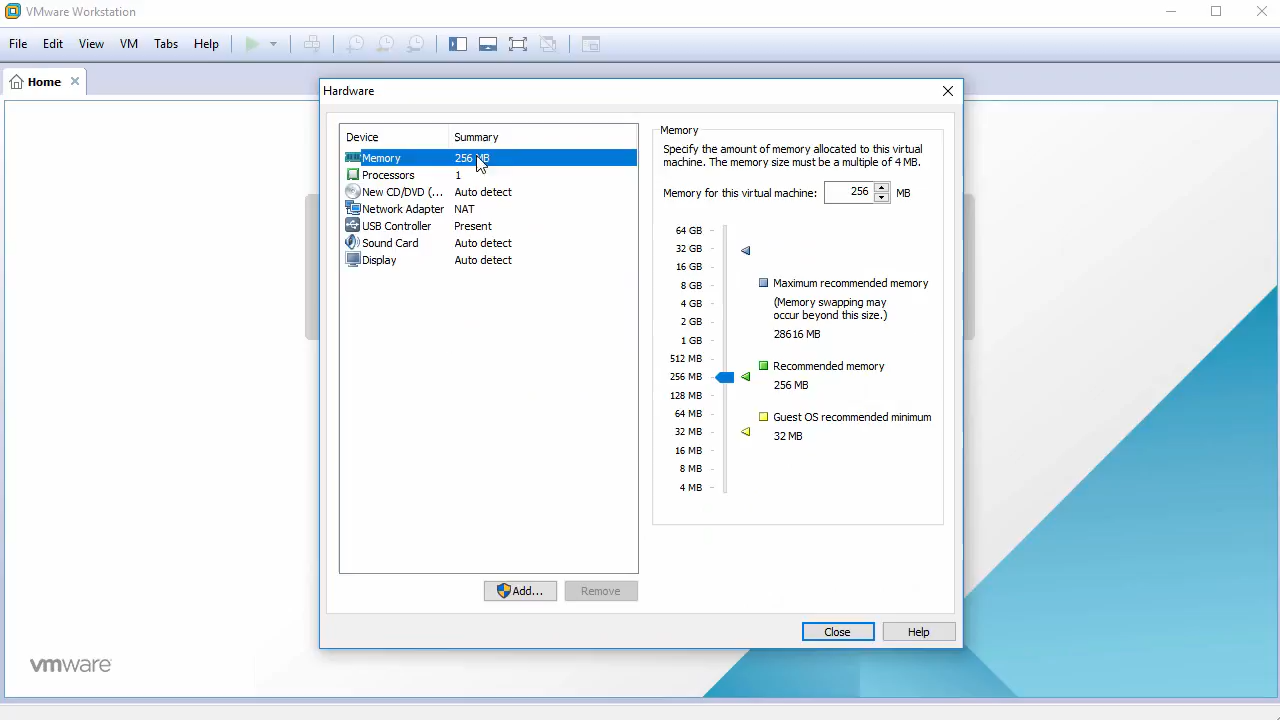 VMware Workstation
File Edit View VM Tabs Help
Home
Hardware
Device Summary
Memory 256 MB
Processors 1
New CD/DVD (... Auto detect
Network Adapter NAT
USB Controller Present
Sound Card Auto detect
Display Auto detect
Add... Remove
Memory
Specify the amount of memory allocated to this virtual
machine. The memory size must be a multiple of 4 MB.
Memory for this virtual machine: 256 MB
64 GB
32 GB
16 GB
8 GB
4 GB
2 GB
1 GB
512 MB
256 MB
128 MB
64 MB
32 MB
16 MB
8 MB
4 MB
Maximum recommended memory
(Memory swapping may
occur beyond this size.)
28616 MB
Recommended memory
256 MB
Guest OS recommended minimum
32 MB
Close Help
vmware